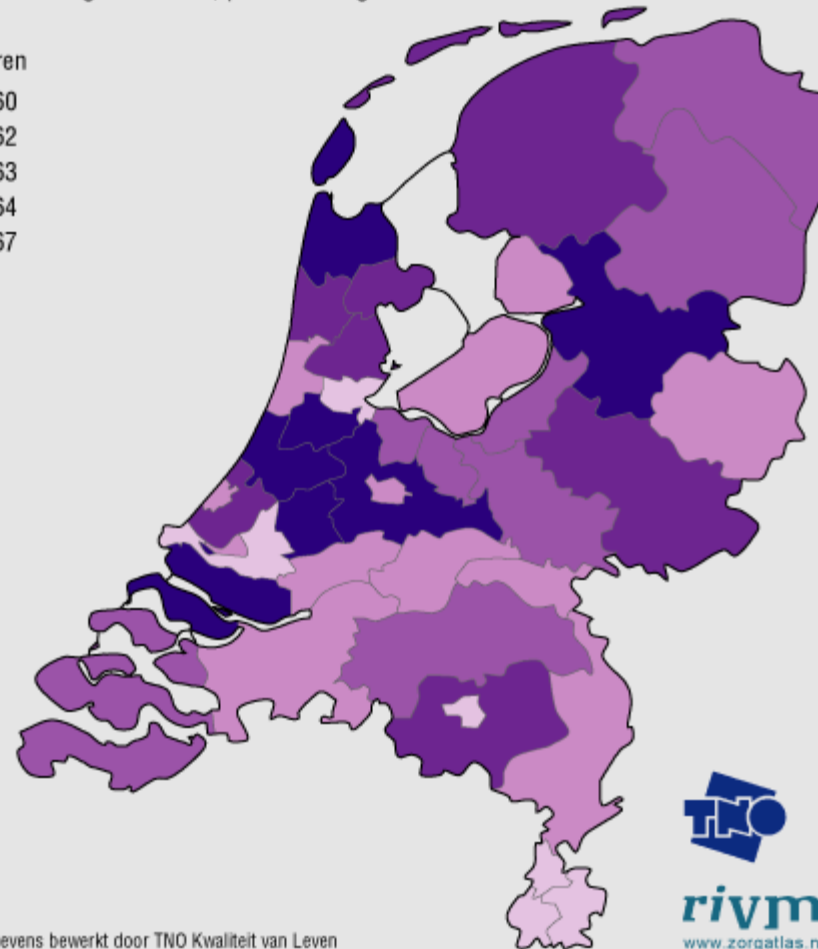 ren
60
62
63
64
67
TNO
rivm
evens bewerkt door TNO Kwaliteit van Leven
www.zorgatlas.n